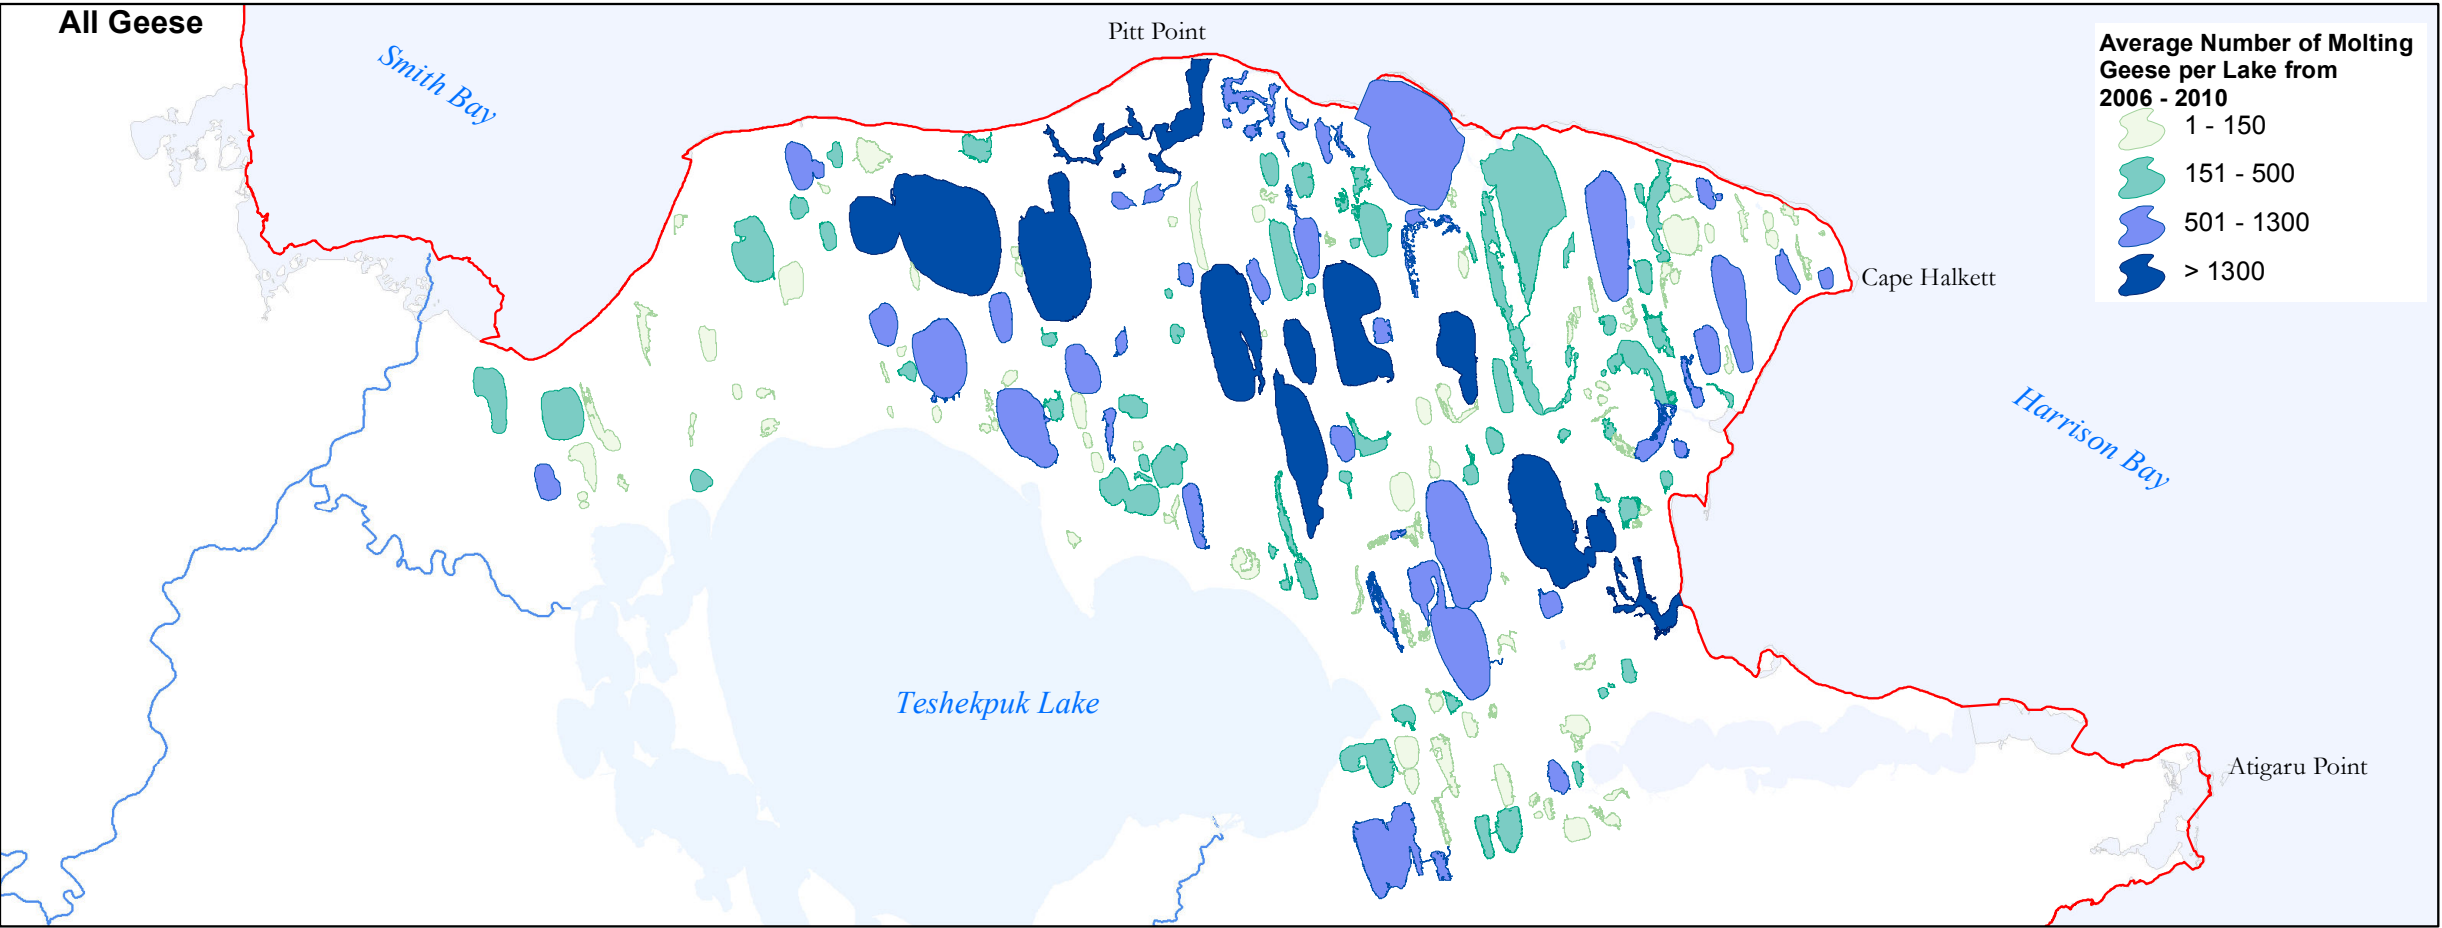 All Geese
Pitt Point
Smith Bay
Average Number of Molting
Geese per Lake from
2006 - 2010
1 - 150
151 - 500
501 - 1300
> 1300
Cape Halkett
Harrison Bay
Teshekpuk Lake
Atigaru Point